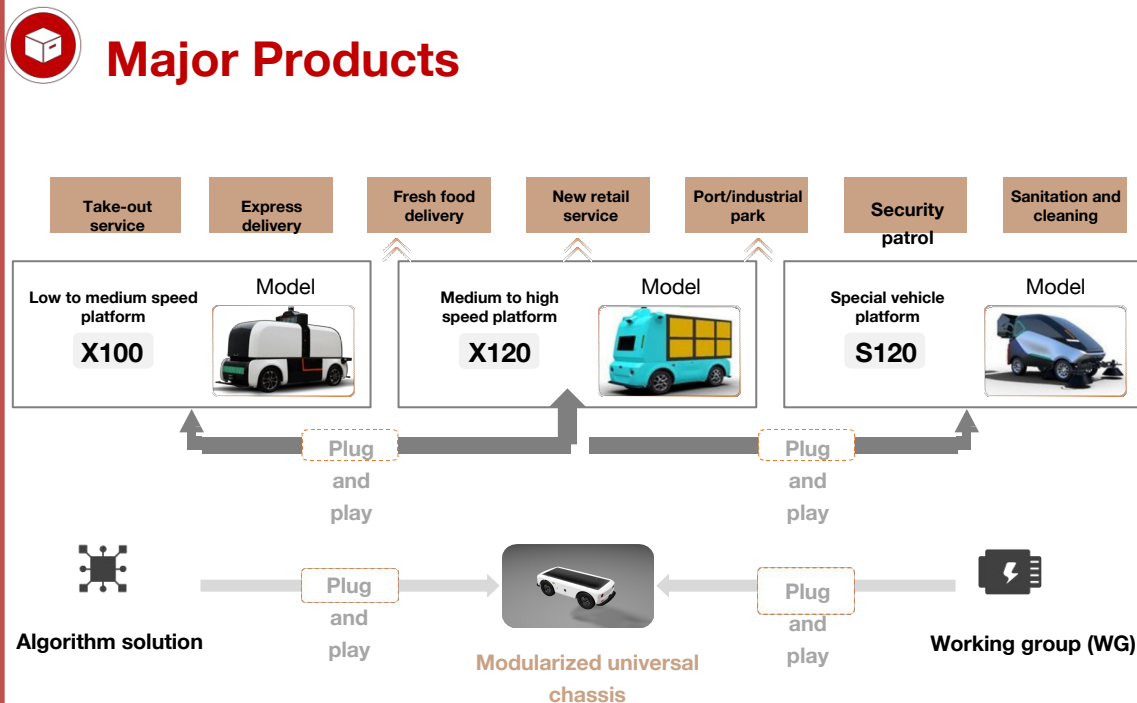 Major Products
Take-out
service
Express
delivery
Fresh food
delivery
New retail
service
Port/industrial
park
Security
patrol
Sanitation and
cleaning
Low to medium speed
platform
X100
Model
Medium to high
speed platform
X120
Model
Special vehicle
platform
S120
Model
Plug
and
play
Plug
and
play
Algorithm solution
Plug
and
play
Modularized universal
chassis
Plug
and
play
Working group (WG)